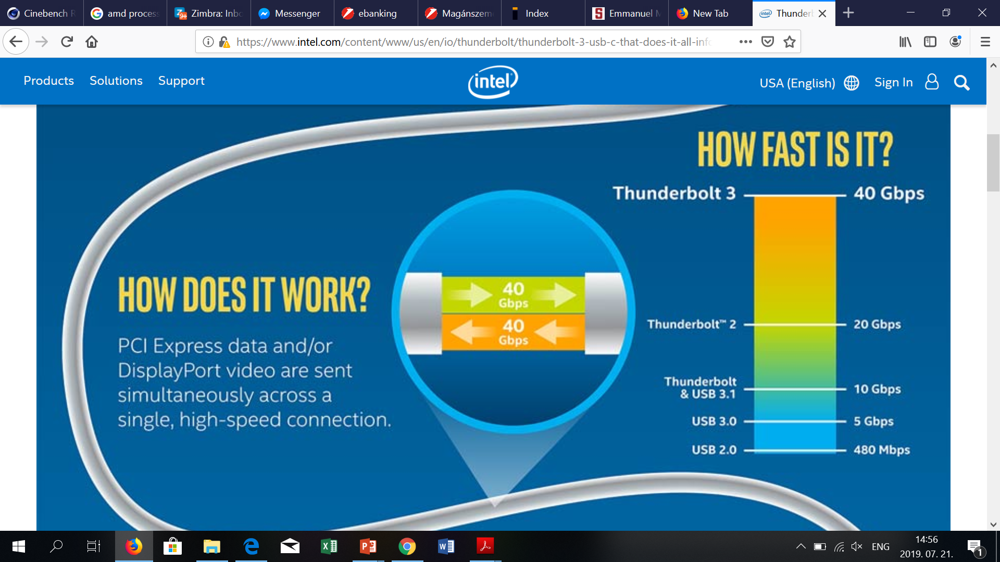 Cinebench R
amd process
Zimbra: Inbo
Messenger
ebanking
Magánszem
Index
Emmanuel M
New Tab
Thunderb
https://www.intel.com/content/www/us/en/io/thunderbolt/thunderbolt-3-usb-c-that-does-it-all-info
Products
Solutions
Support
intel
USA (English)
Sign In
HOW FAST IS IT?
Thunderbolt 3
40 Gbps
Thunderbolt™ 2
20 Gbps
Thunderbolt
& USB 3.1
10 Gbps
USB 3.0
5 Gbps
USB 2.0
480 Mbps
40
Gbps
40
Gbps
HOW DOES IT WORK?
PCI Express data and/or
DisplayPort video are sent
simultaneously across a
single, high-speed connection.
ENG
14:56
2019. 07. 21.
1